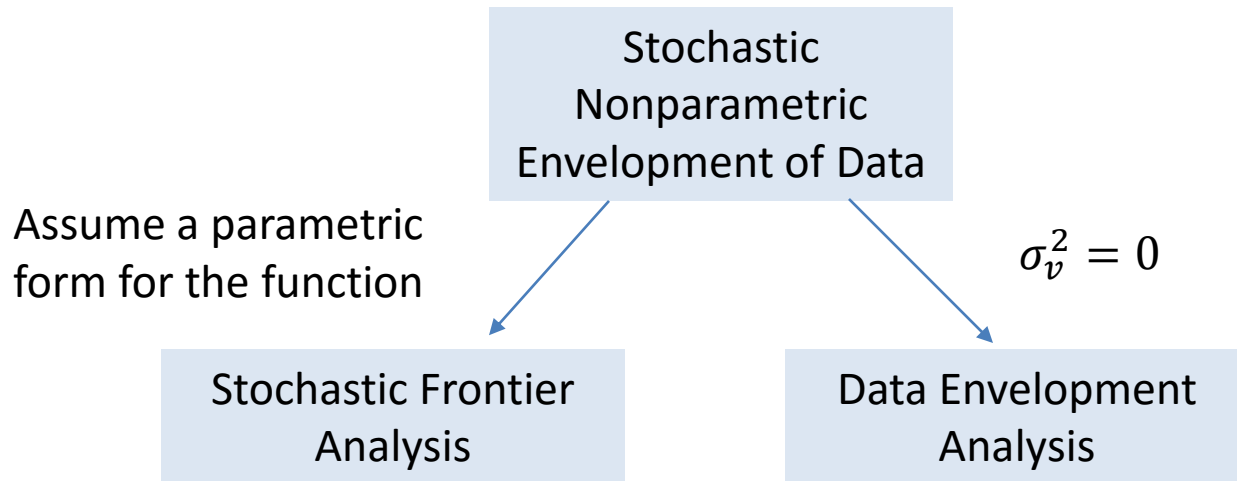 Stochastic
Nonparametric
Envelopment of Data
Assume a parametric
form for the function
$\sigma_v^2 = 0$
Stochastic Frontier
Analysis
Data Envelopment
Analysis